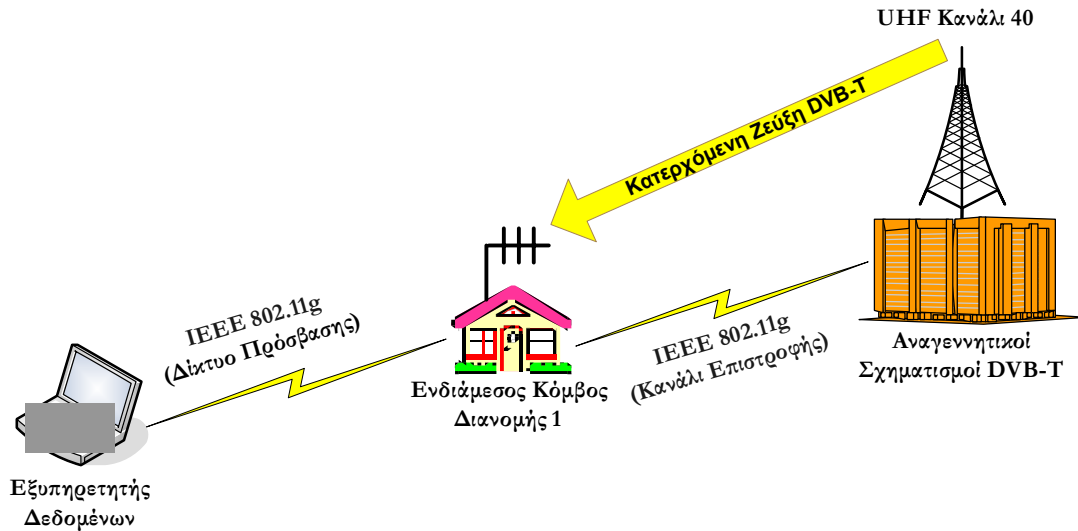 UHF Κανάλι 40
Κατερχόμενη Ζεύξη DVB-T
IEEE 802.11g
(Δίκτυο Πρόσβασης)
IEEE 802.11g
(Κανάλι Επιστροφής)
Αναγεννητικοί
Σχηματισμοί DVB-T
Ενδιάμεσος Κόμβος
Διανομής 1
Εξυπηρετητής
Δεδομένων